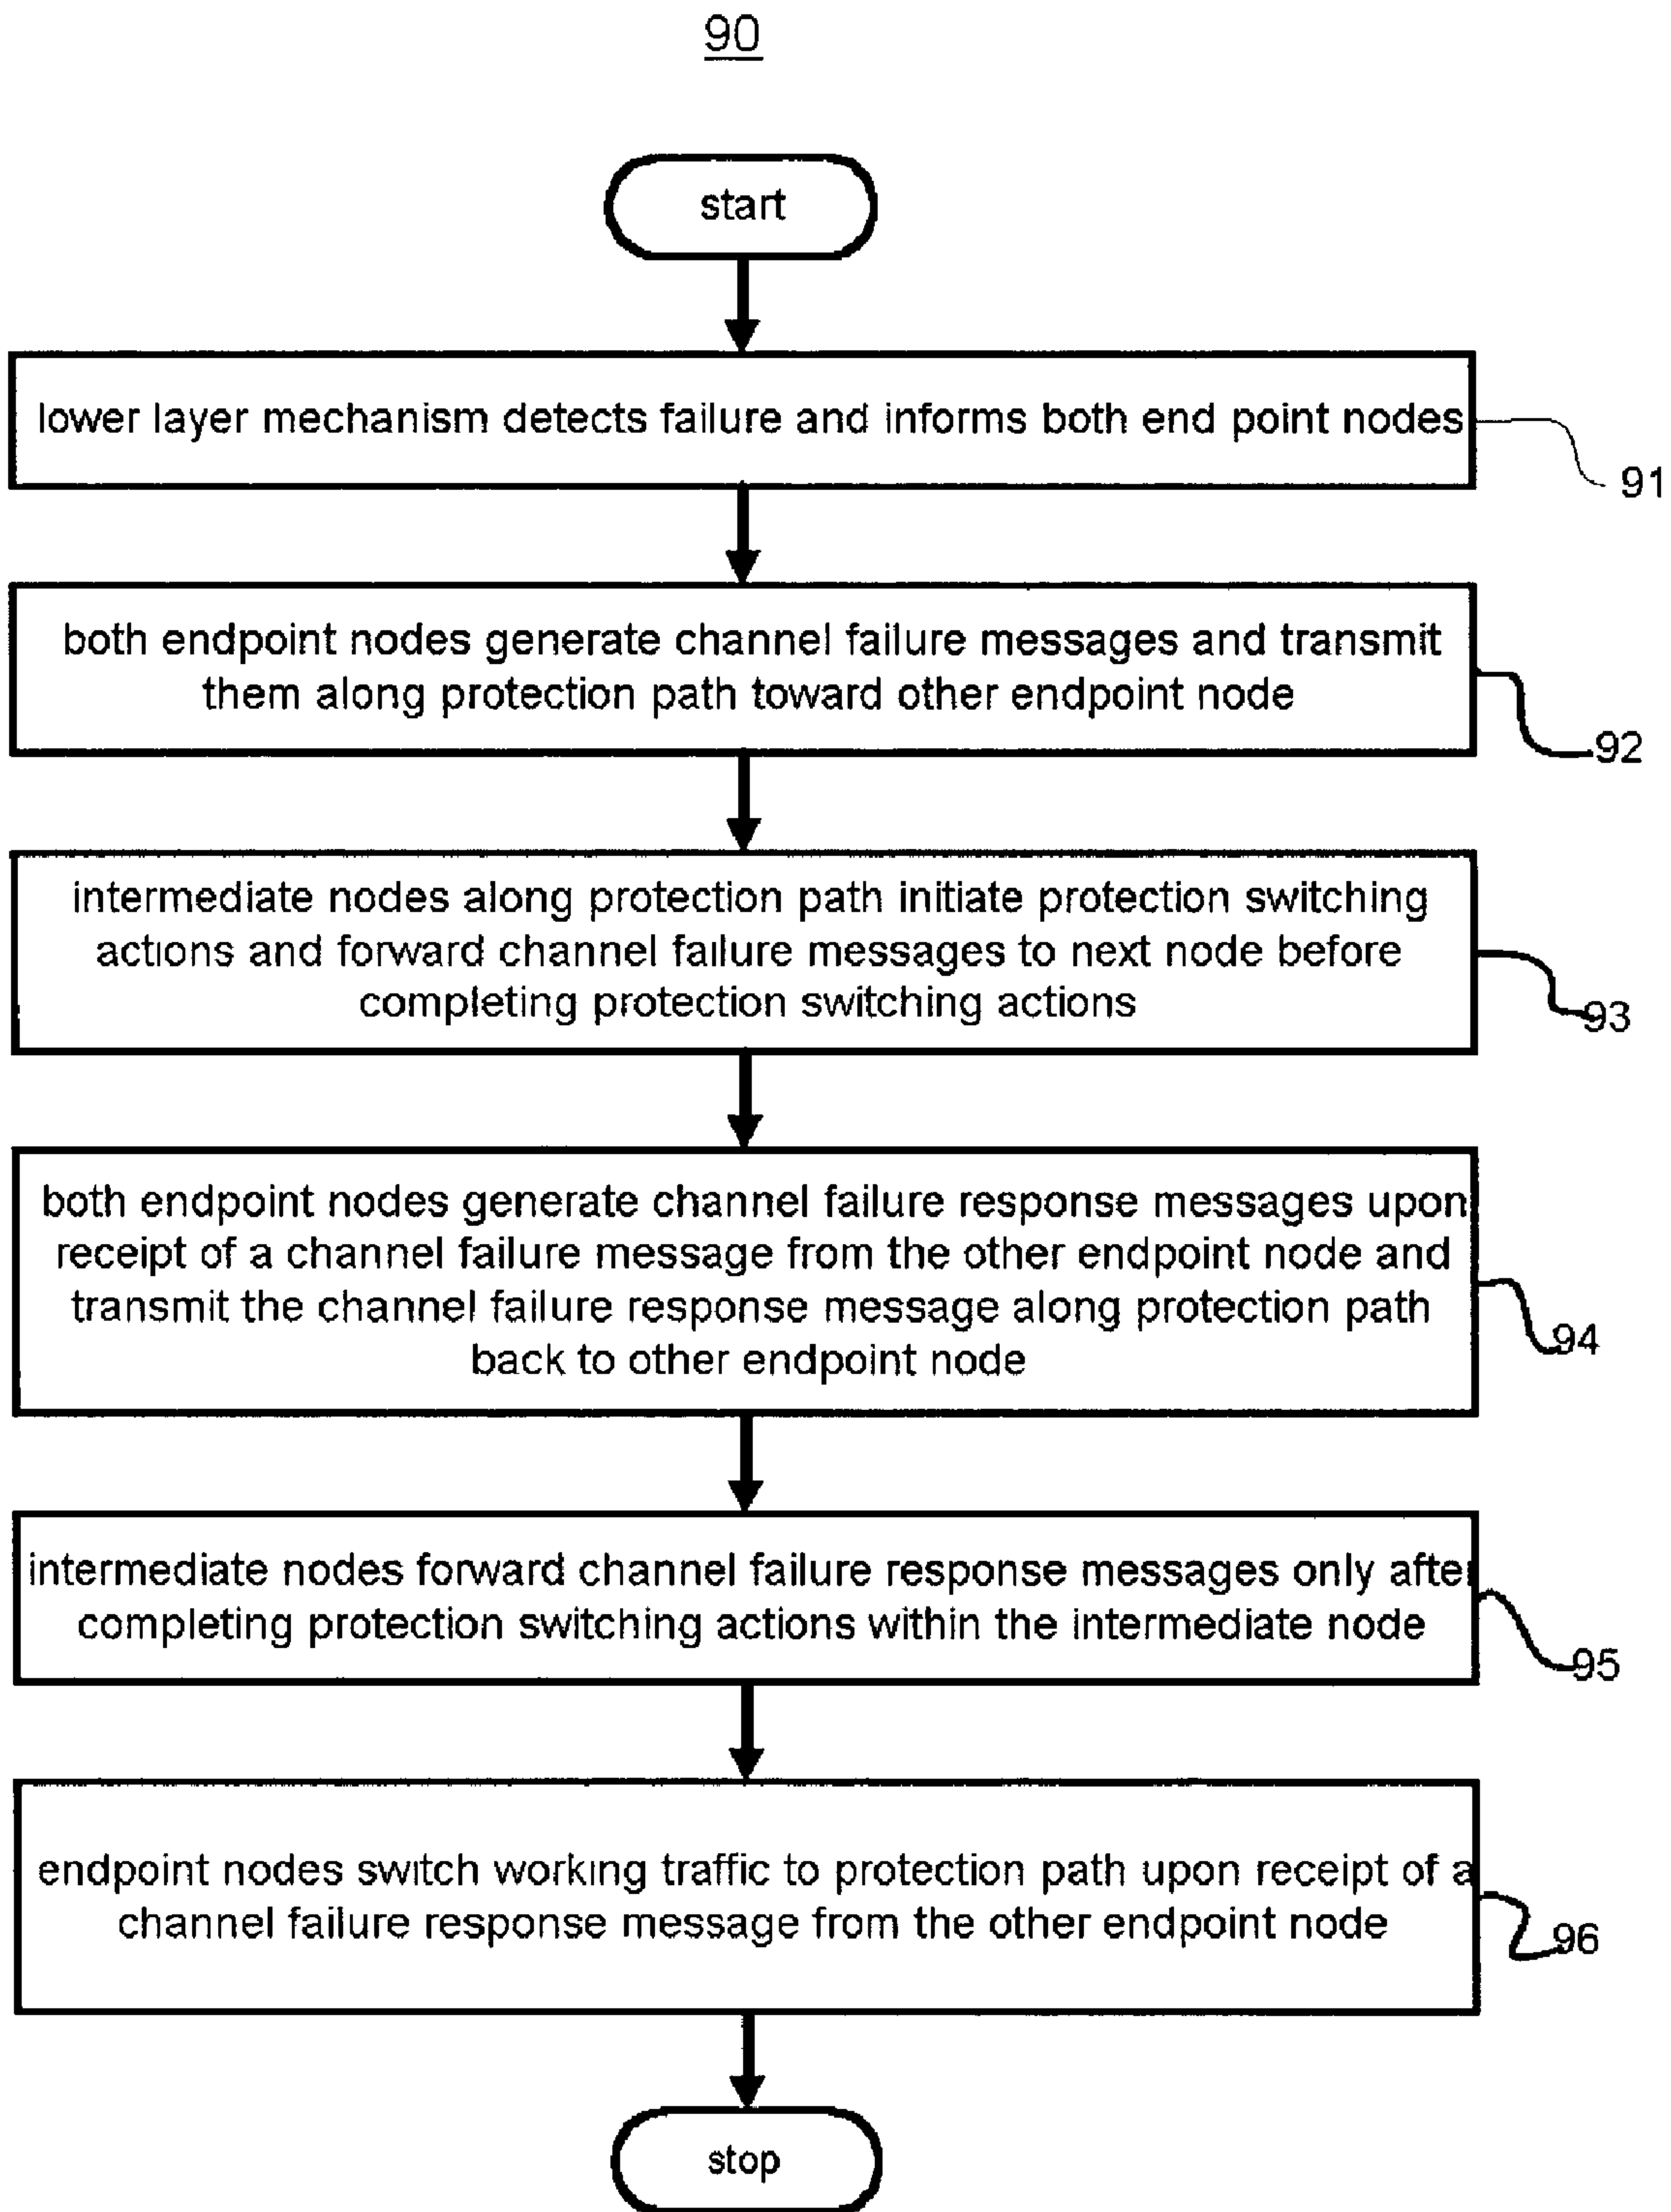 90
start
lower layer mechanism detects failure and informs both end point nodes
91
both endpoint nodes generate channel failure messages and transmit
them along protection path toward other endpoint node
92
intermediate nodes along protection path initiate protection switching
actions and forward channel failure messages to next node before
completing protection switching actions
93
both endpoint nodes generate channel failure response messages upon
receipt of a channel failure message from the other endpoint node and
transmit the channel failure response message along protection path
back to other endpoint node
94
intermediate nodes forward channel failure response messages only after
completing protection switching actions within the intermediate node
95
endpoint nodes switch working traffic to protection path upon receipt of a
channel failure response message from the other endpoint node
96
stop